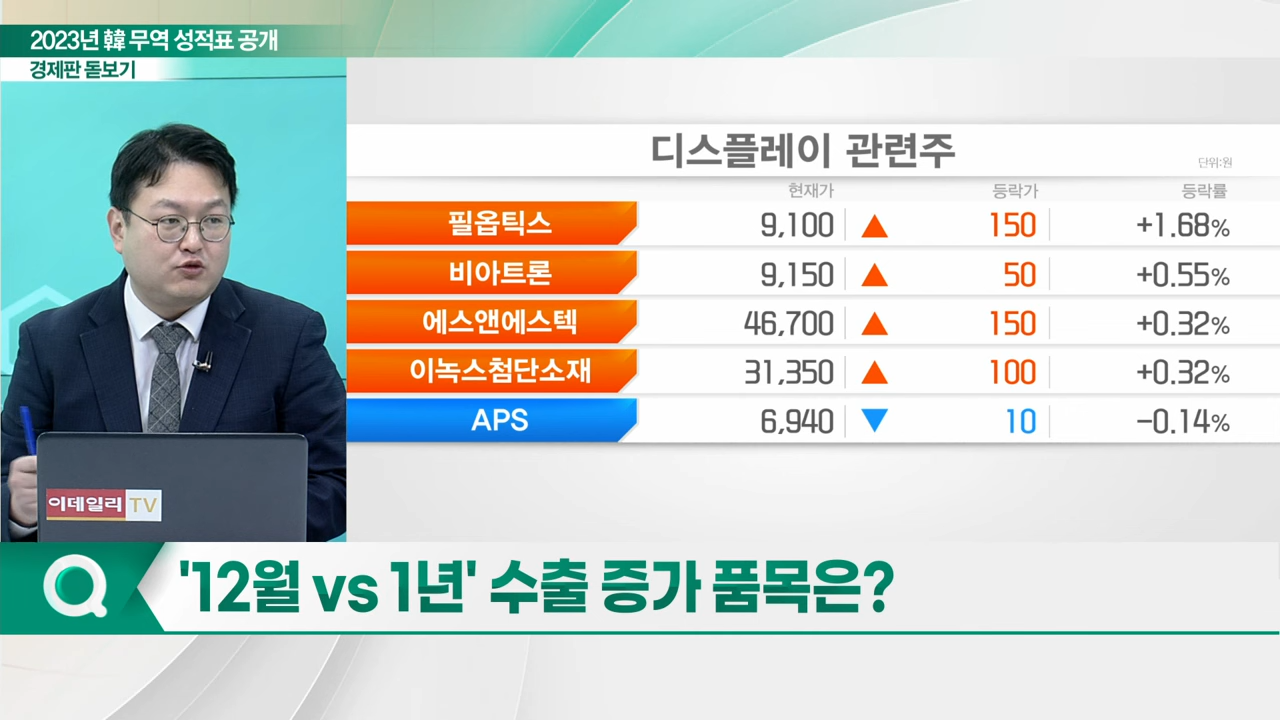 2023년 韓 무역 성적표 공개
경제판 돋보기
디스플레이 관련주
단위:원
현재가 등락가 등락률
필옵틱스 9,100 ▲ 150 +1.68%
비아트론 9,150 ▲ 50 +0.55%
에스앤에스텍 46,700 ▲ 150 +0.32%
이녹스첨단소재 31,350 ▲ 100 +0.32%
APS 6,940 ▼ 10 -0.14%
이데일리 TV
'12월 vs 1년' 수출 증가 품목은?